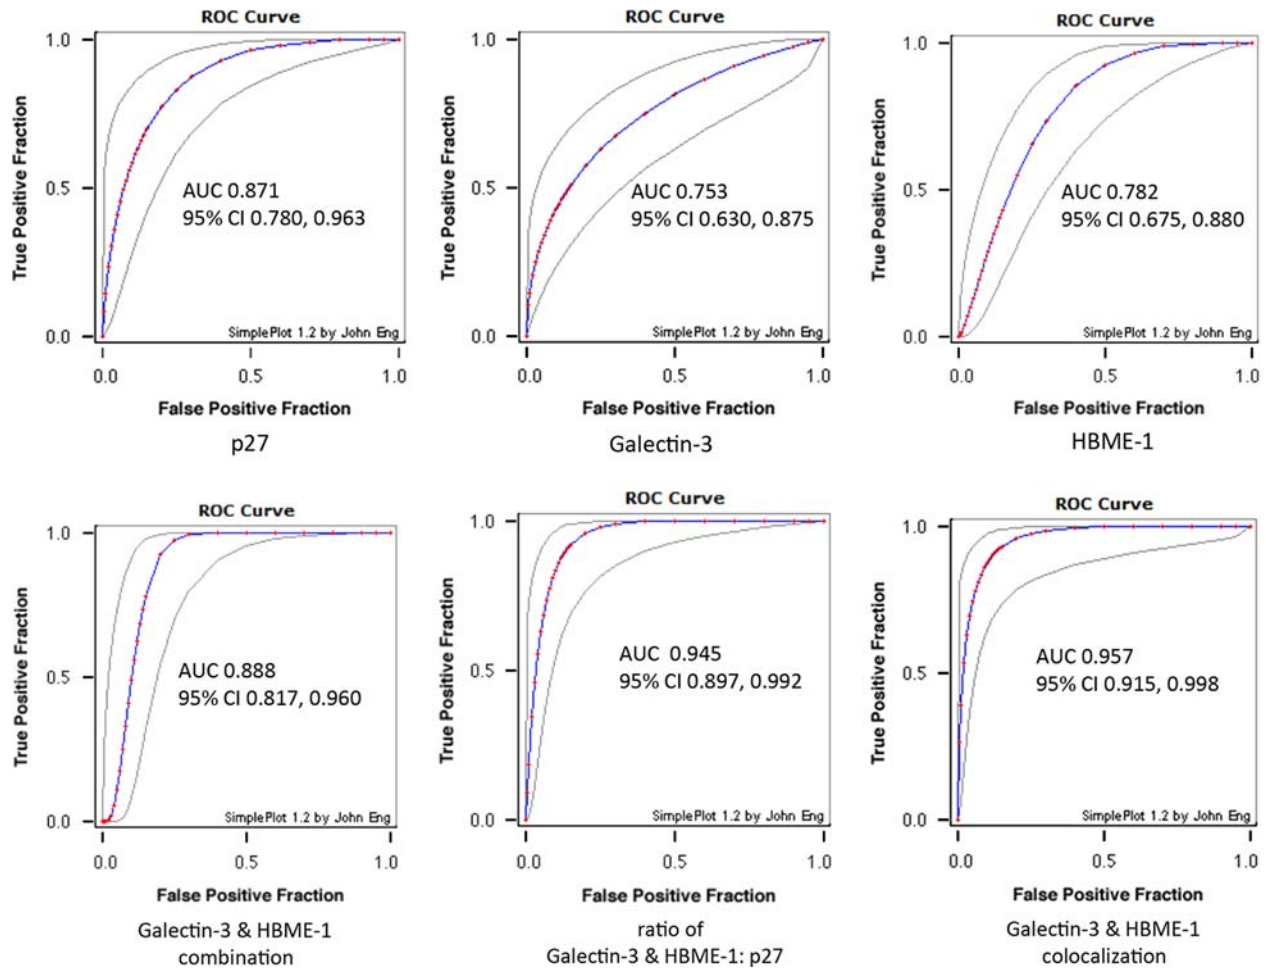 ROC Curve
1.0
0.5
0.0
True Positive Fraction
AUC 0.871
95% CI 0.780, 0.963
SimplePlot 1.2 by John Eng
0.0 0.5 1.0
False Positive Fraction
p27
ROC Curve
1.0
0.5
0.0
True Positive Fraction
AUC 0.753
95% CI 0.630, 0.875
SimplePlot 1.2 by John Eng
0.0 0.5 1.0
False Positive Fraction
Galectin-3
ROC Curve
1.0
0.5
0.0
True Positive Fraction
AUC 0.782
95% CI 0.675, 0.880
SimplePlot 1.2 by John Eng
0.0 0.5 1.0
False Positive Fraction
HBME-1
ROC Curve
1.0
0.5
0.0
True Positive Fraction
AUC 0.888
95% CI 0.817, 0.960
SimplePlot 1.2 by John Eng
0.0 0.5 1.0
False Positive Fraction
Galectin-3 & HBME-1
combination
ROC Curve
1.0
0.5
0.0
True Positive Fraction
AUC 0.945
95% CI 0.897, 0.992
SimplePlot 1.2 by John Eng
0.0 0.5 1.0
False Positive Fraction
ratio of
Galectin-3 & HBME-1: p27
ROC Curve
1.0
0.5
0.0
True Positive Fraction
AUC 0.957
95% CI 0.915, 0.998
SimplePlot 1.2 by John Eng
0.0 0.5 1.0
False Positive Fraction
Galectin-3 & HBME-1
colocalization